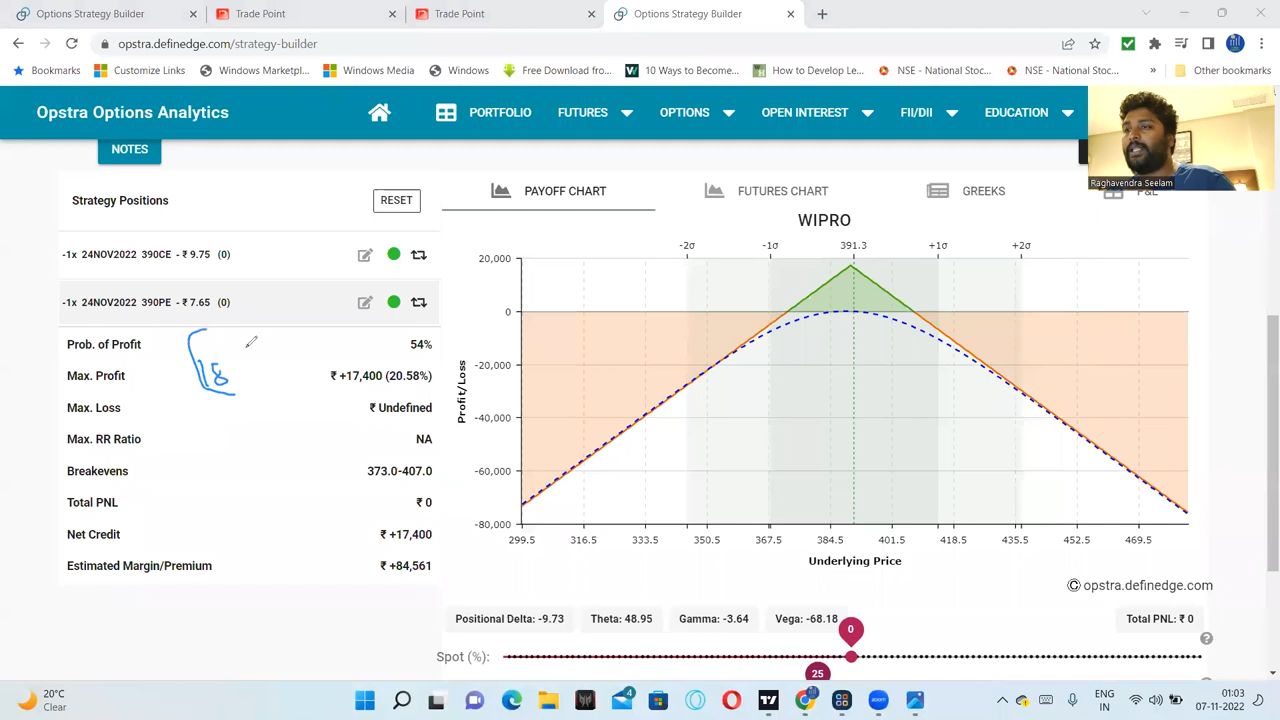 Options Strategy Builder
Trade Point
Trade Point
Options Strategy Builder
opstra.definedge.com/strategy-builder
Bookmarks
Customize Links
Windows Marketpl...
Windows Media
Windows
Free Download fro...
10 Ways to Become...
How to Develop Le...
NSE - National Stoc...
NSE - National Stoc...
»
Other bookmarks
Opstra Options Analytics
PORTFOLIO
FUTURES
OPTIONS
OPEN INTEREST
FII/DII
EDUCATION
Raghavendra Seelam
NOTES
Strategy Positions
RESET
PAYOFF CHART
FUTURES CHART
GREEKS
-1x 24NOV2022 390CE - ₹ 9.75 (0)
-1x 24NOV2022 390PE - ₹ 7.65 (0)
Prob. of Profit 54%
Max. Profit ₹ +17,400 (20.58%)
Max. Loss ₹ Undefined
Max. RR Ratio NA
Breakevens 373.0-407.0
Total PNL ₹ 0
Net Credit ₹ +17,400
Estimated Margin/Premium ₹ +84,561
18
WIPRO
-2σ -1σ 391.3 +1σ +2σ
20,000
0
-20,000
-40,000
-60,000
-80,000
Profit/Loss
299.5 316.5 333.5 350.5 367.5 384.5 401.5 418.5 435.5 452.5 469.5
Underlying Price
© opstra.definedge.com
Positional Delta: -9.73
Theta: 48.95
Gamma: -3.64
Vega: -68.18
Total PNL: ₹ 0
0
Spot (%):
25
20°C
Clear
4
ENG
IN
01:03
07-11-2022